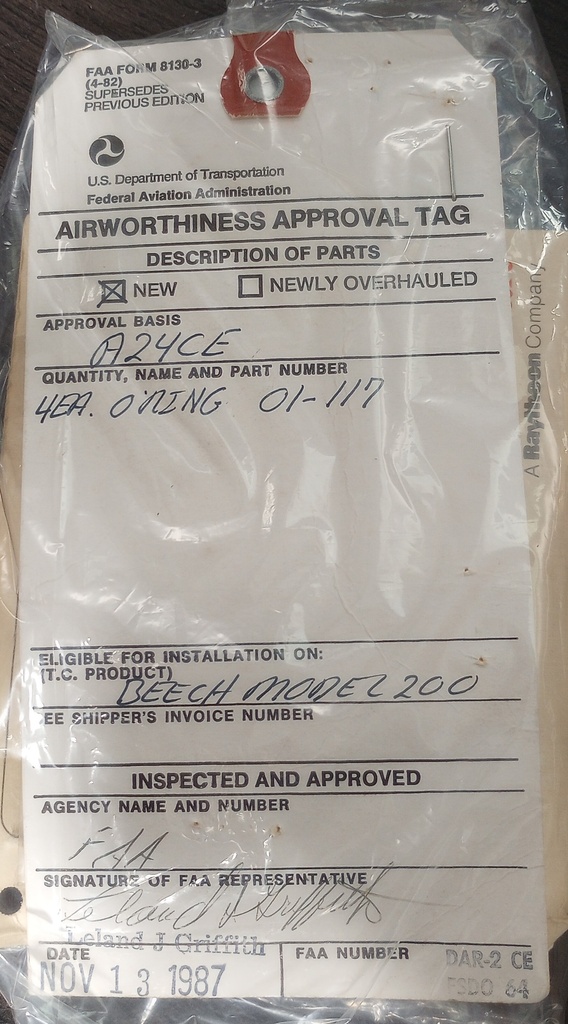 FAA FORM 8130-3
(4-82)
SUPERSEDES
PREVIOUS EDITION
U.S. Department of Transportation
Federal Aviation Administration
AIRWORTHINESS APPROVAL TAG
DESCRIPTION OF PARTS
☒ NEW ☐ NEWLY OVERHAULED
APPROVAL BASIS
A24CE
QUANTITY, NAME AND PART NUMBER
4EA. O'RING 01-117
ELIGIBLE FOR INSTALLATION ON:
(T.C. PRODUCT)
BEECH MODEL 200
EE SHIPPER'S INVOICE NUMBER
INSPECTED AND APPROVED
AGENCY NAME AND NUMBER
FAA
SIGNATURE OF FAA REPRESENTATIVE
Leland J Griffith
Leland J Griffith
DATE
NOV 13 1987
FAA NUMBER
DAR-2 CE
FSDO 64
A Raytheon Company